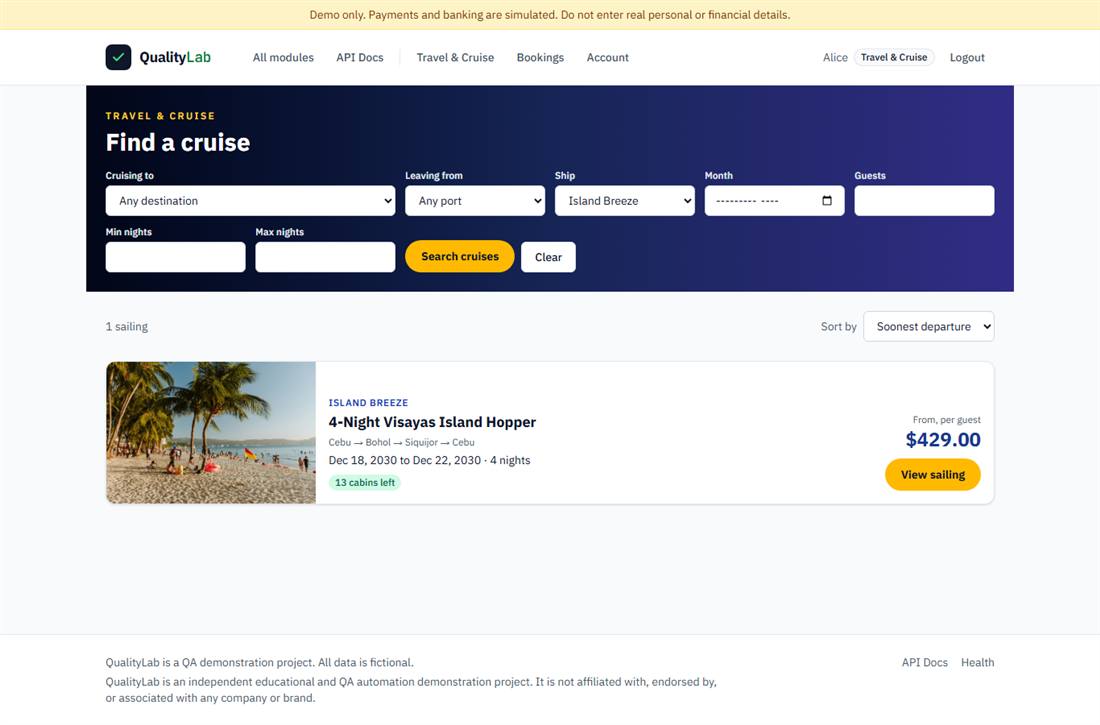 Demo only. Payments and banking are simulated. Do not enter real personal or financial details.
QualityLab
All modules
API Docs
Travel & Cruise
Bookings
Account
Alice
Travel & Cruise
Logout
TRAVEL & CRUISE
Find a cruise
Cruising to
Leaving from
Ship
Month
Guests
Any destination
Any port
Island Breeze
--------- ----
Min nights
Max nights
Search cruises
Clear
1 sailing
Sort by
Soonest departure
ISLAND BREEZE
4-Night Visayas Island Hopper
Cebu → Bohol → Siquijor → Cebu
Dec 18, 2030 to Dec 22, 2030 · 4 nights
13 cabins left
From, per guest
$429.00
View sailing
QualityLab is a QA demonstration project. All data is fictional.
API Docs
Health
QualityLab is an independent educational and QA automation demonstration project. It is not affiliated with, endorsed by,
or associated with any company or brand.